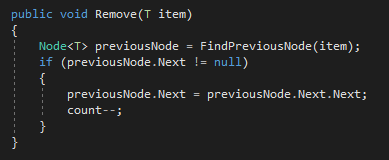 public void Remove(T item)
{
Node<T> previousNode = FindPreviousNode(item);
if (previousNode.Next != null)
{
previousNode.Next = previousNode.Next.Next;
count--;
}
}